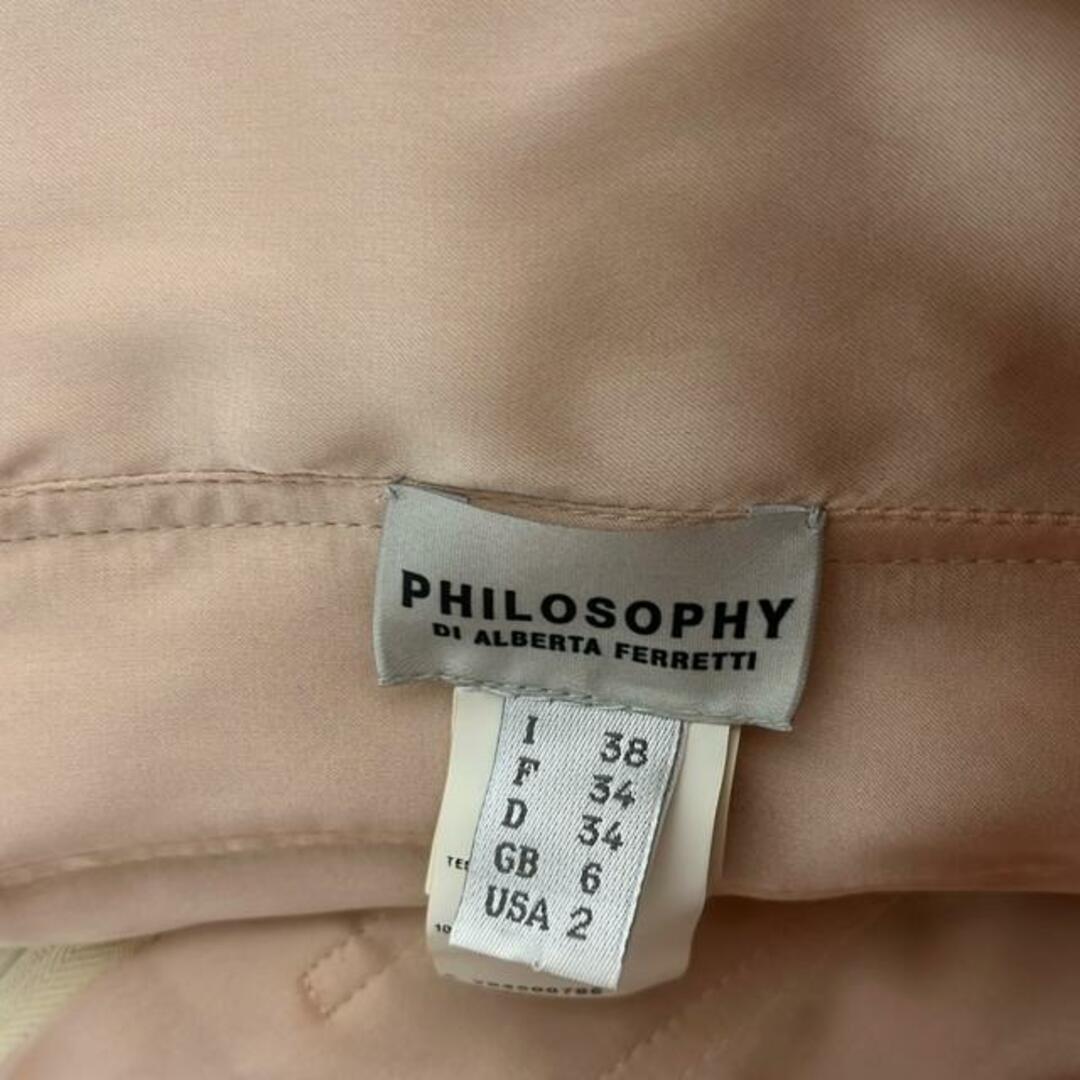 PHILOSOPHY
DI ALBERTA FERRETTI
I 38
F 34
D 34
GB 6
USA 2